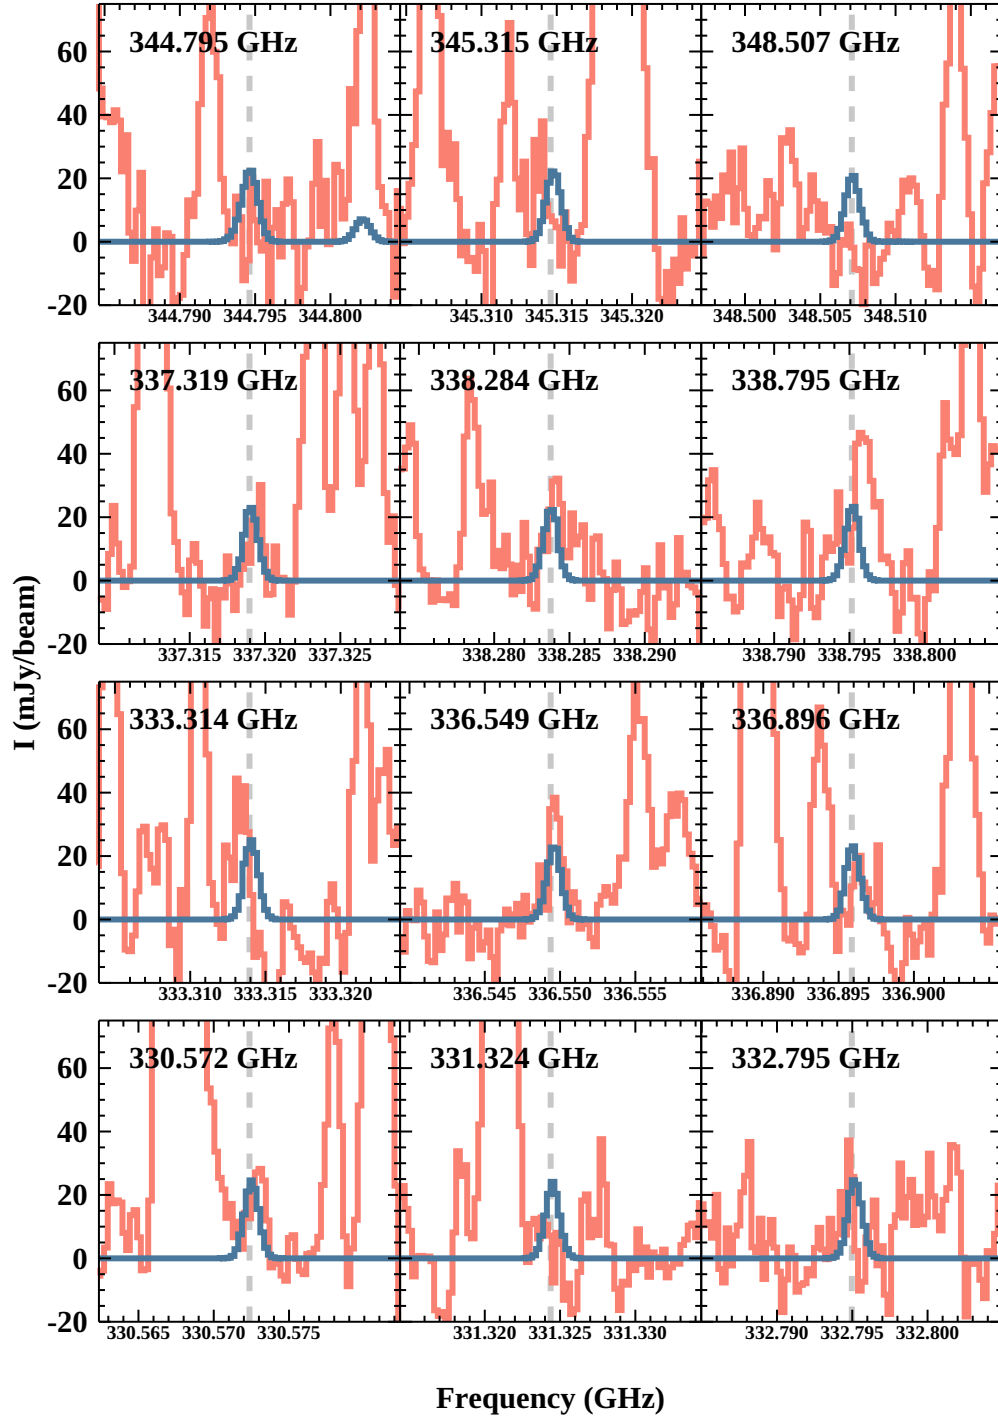 344.795 GHz 345.315 GHz 348.507 GHz
60
40
20
0
-20
344.790 344.795 344.800 345.310 345.315 345.320 348.500 348.505 348.510
337.319 GHz 338.284 GHz 338.795 GHz
60
40
20
0
-20
337.315 337.320 337.325 338.280 338.285 338.290 338.790 338.795 338.800
I (mJy/beam)
333.314 GHz 336.549 GHz 336.896 GHz
60
40
20
0
-20
333.310 333.315 333.320 336.545 336.550 336.555 336.890 336.895 336.900
330.572 GHz 331.324 GHz 332.795 GHz
60
40
20
0
-20
330.565 330.570 330.575 331.320 331.325 331.330 332.790 332.795 332.800
Frequency (GHz)